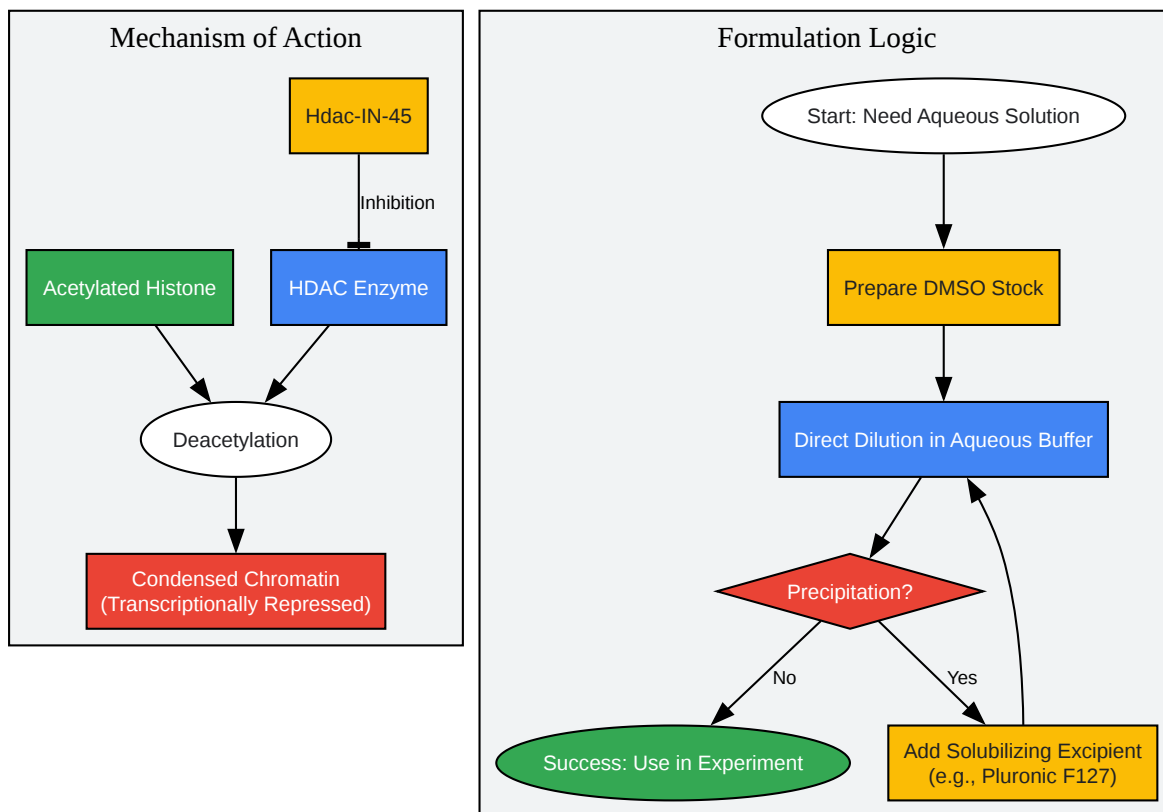 Mechanism of Action
Hdac-IN-45
Inhibition
Acetylated Histone
HDAC Enzyme
Deacetylation
Condensed Chromatin
(Transcriptionally Repressed)
Formulation Logic
Start: Need Aqueous Solution
Prepare DMSO Stock
Direct Dilution in Aqueous Buffer
Precipitation?
No
Yes
Success: Use in Experiment
Add Solubilizing Excipient
(e.g., Pluronic F127)